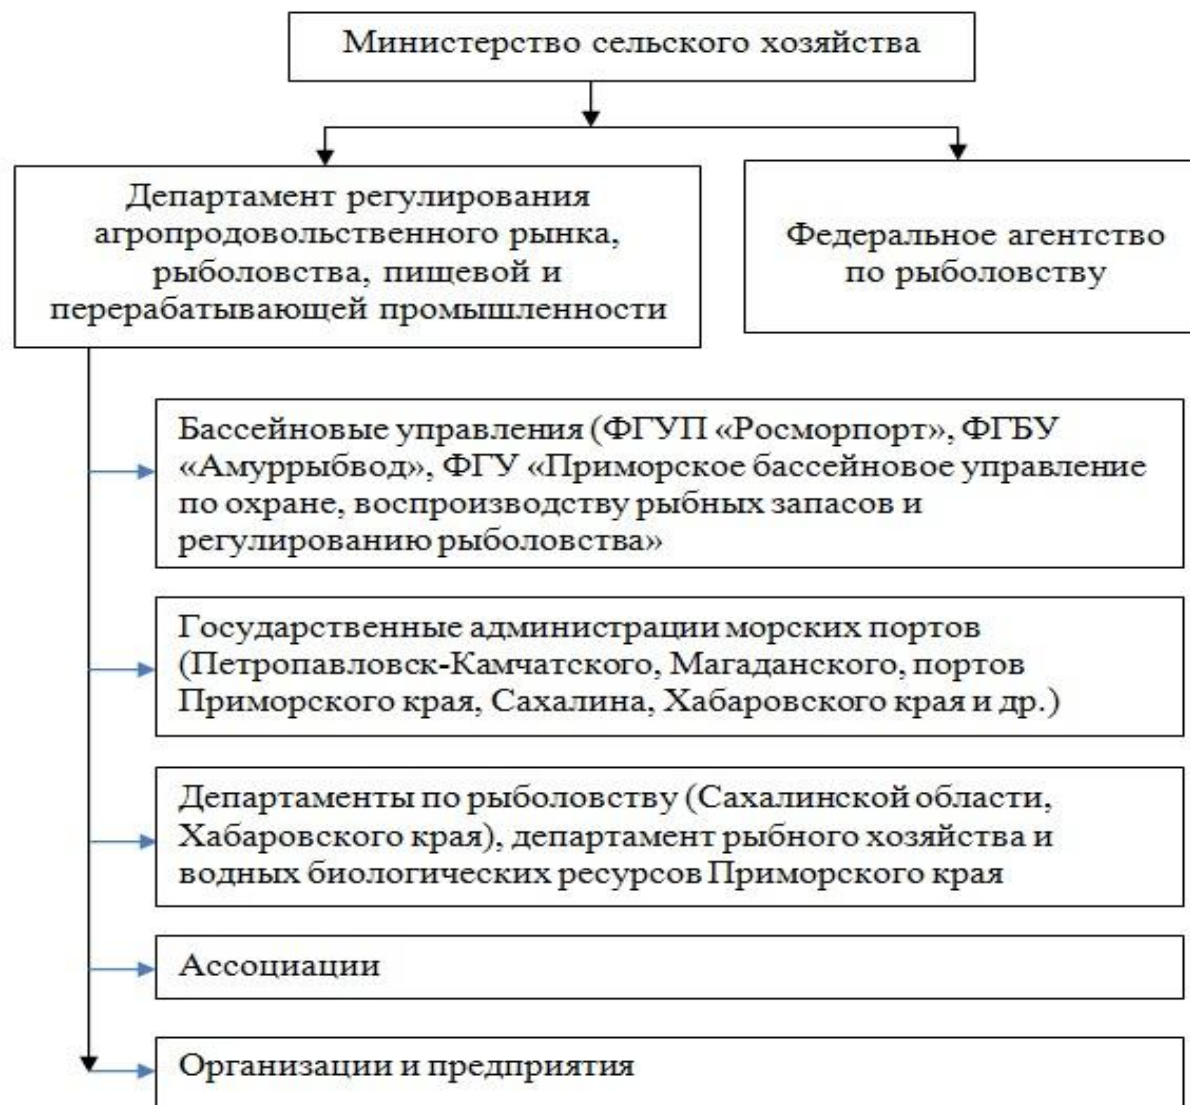 Министерство сельского хозяйства
Департамент регулирования
агропродовольственного рынка,
рыболовства, пищевой и
перерабатывающей промышленности
Федеральное агентство
по рыболовству
Бассейновые управления (ФГУП «Росморпорт», ФГБУ
«Амуррыбвод», ФГУ «Приморское бассейновое управление
по охране, воспроизводству рыбных запасов и
регулированию рыболовства»
Государственные администрации морских портов
(Петропавловск-Камчатского, Магаданского, портов
Приморского края, Сахалина, Хабаровского края и др.)
Департаменты по рыболовству (Сахалинской области,
Хабаровского края), департамент рыбного хозяйства и
водных биологических ресурсов Приморского края
Ассоциации
Организации и предприятия